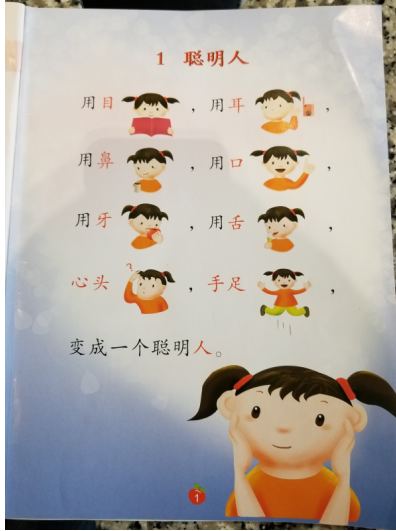 1 聪明人
用目，用耳，
用鼻，用口，
用牙，用舌，
心头，手足，
变成一个聪明人。
1